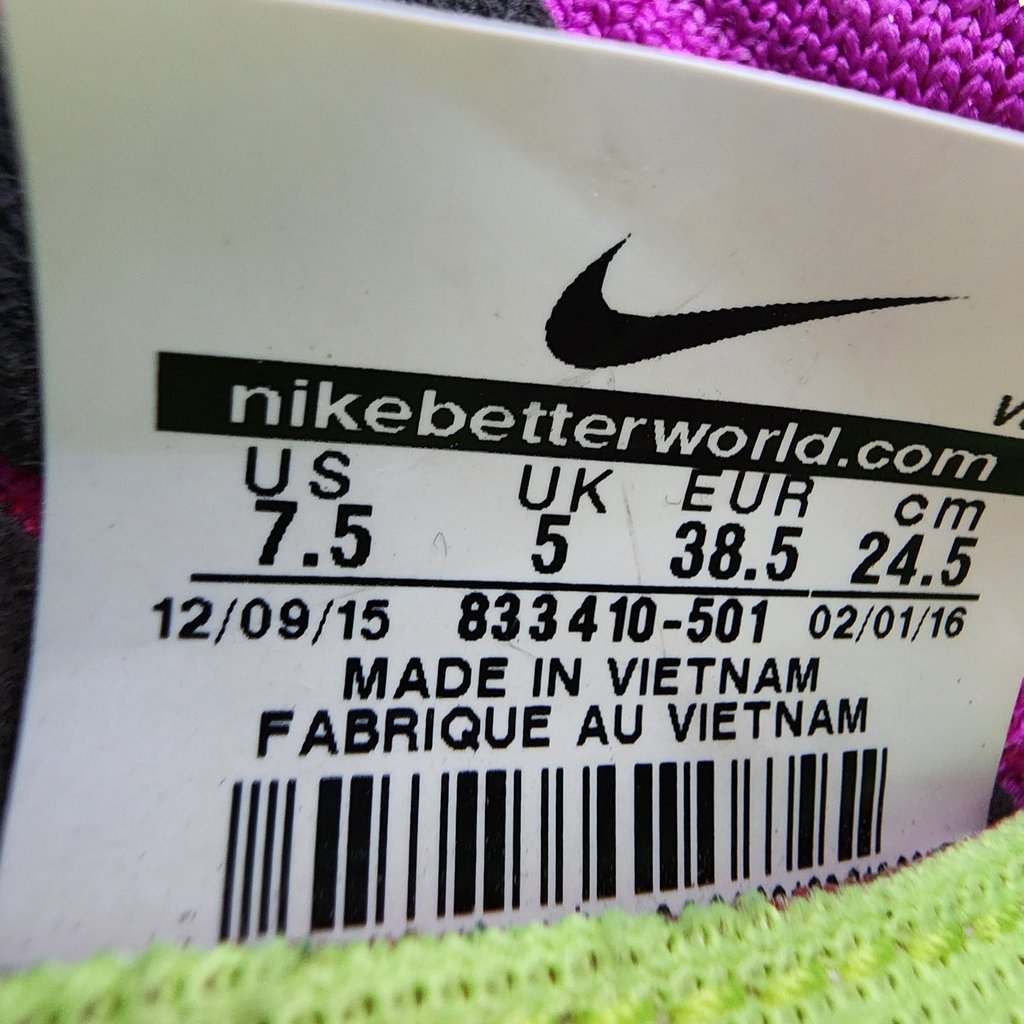 nikebetterworld.com
US UK EUR cm
7.5 5 38.5 24.5
12/09/15 833410-501 02/01/16
MADE IN VIETNAM
FABRIQUE AU VIETNAM